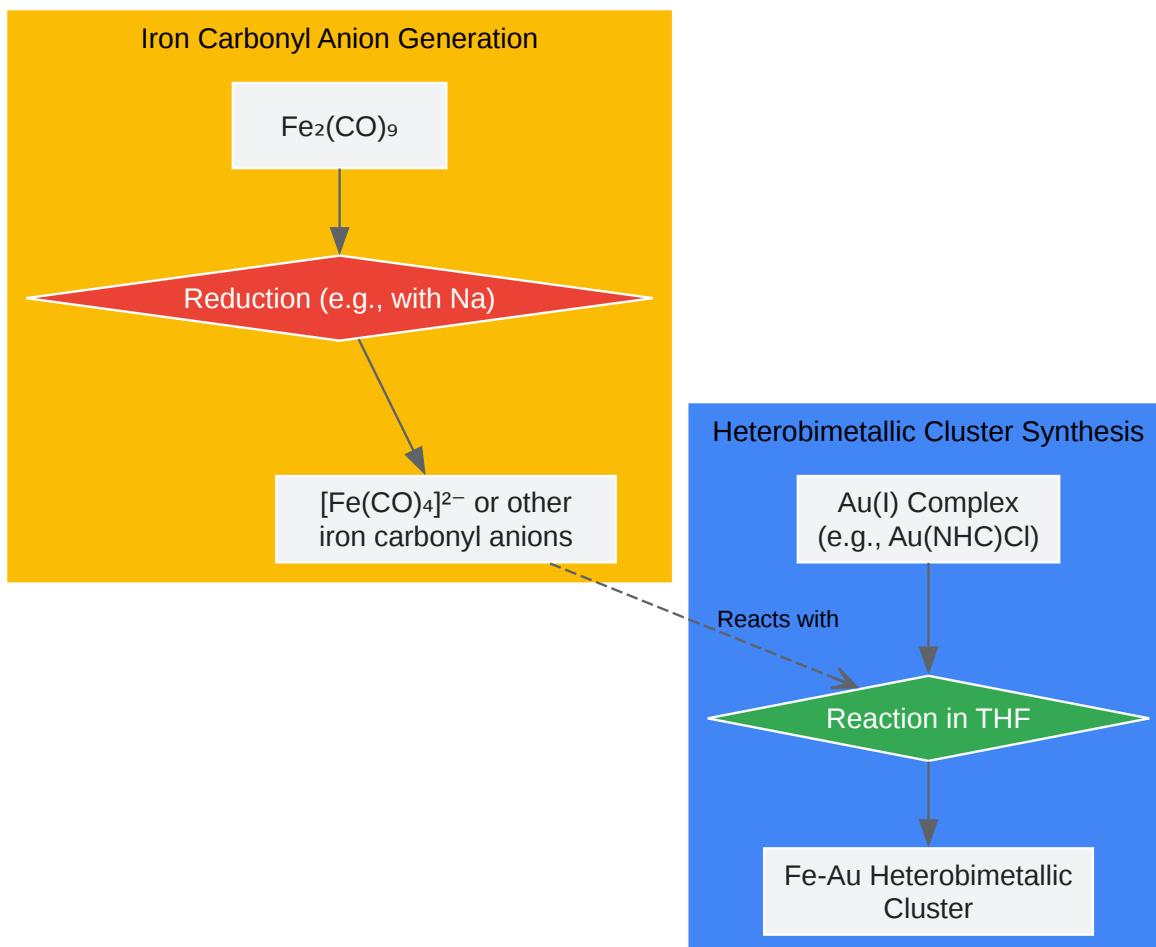 Iron Carbonyl Anion Generation
Fe₂(CO)₉
Reduction (e.g., with Na)
[Fe(CO)₄]²⁻ or other
iron carbonyl anions
Heterobimetallic Cluster Synthesis
Au(I) Complex
(e.g., Au(NHC)Cl)
Reacts with
Reaction in THF
Fe-Au Heterobimetallic
Cluster